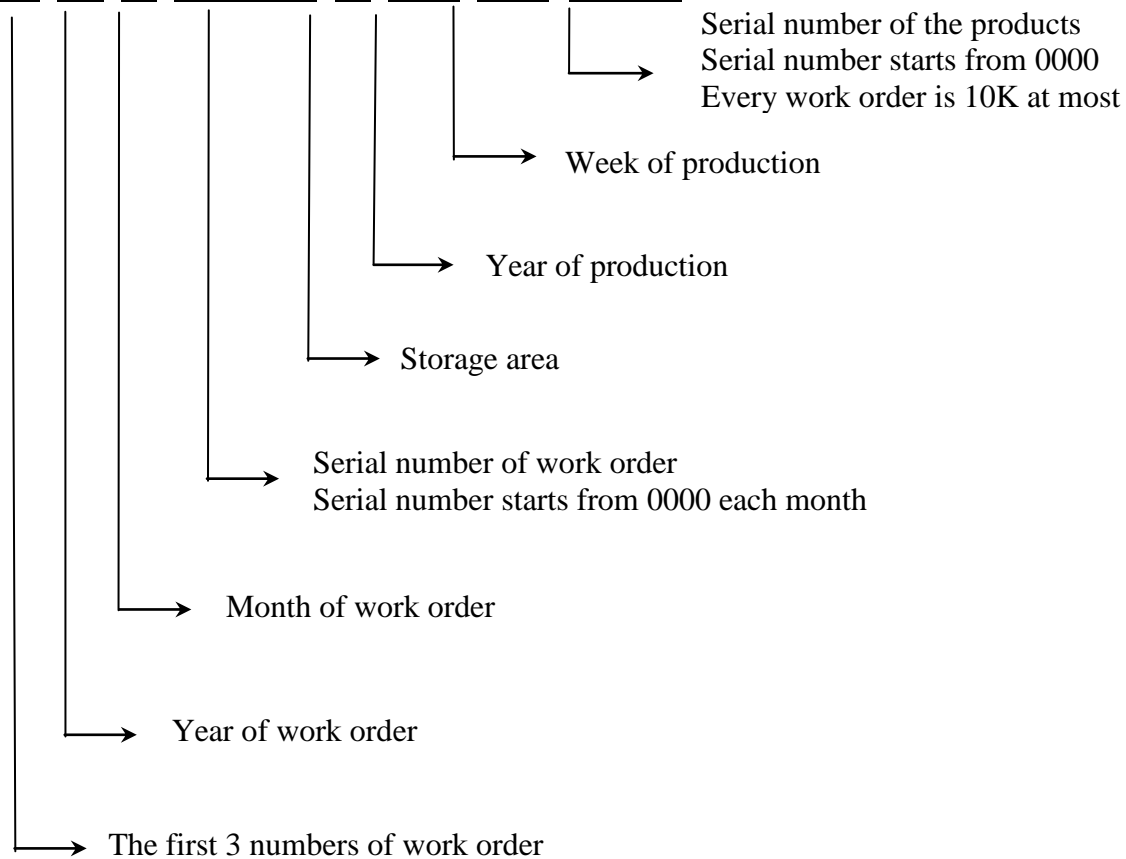 Serial number of the products
Serial number starts from 0000
Every work order is 10K at most
Week of production
Year of production
Storage area
Serial number of work order
Serial number starts from 0000 each month
Month of work order
Year of work order
The first 3 numbers of work order